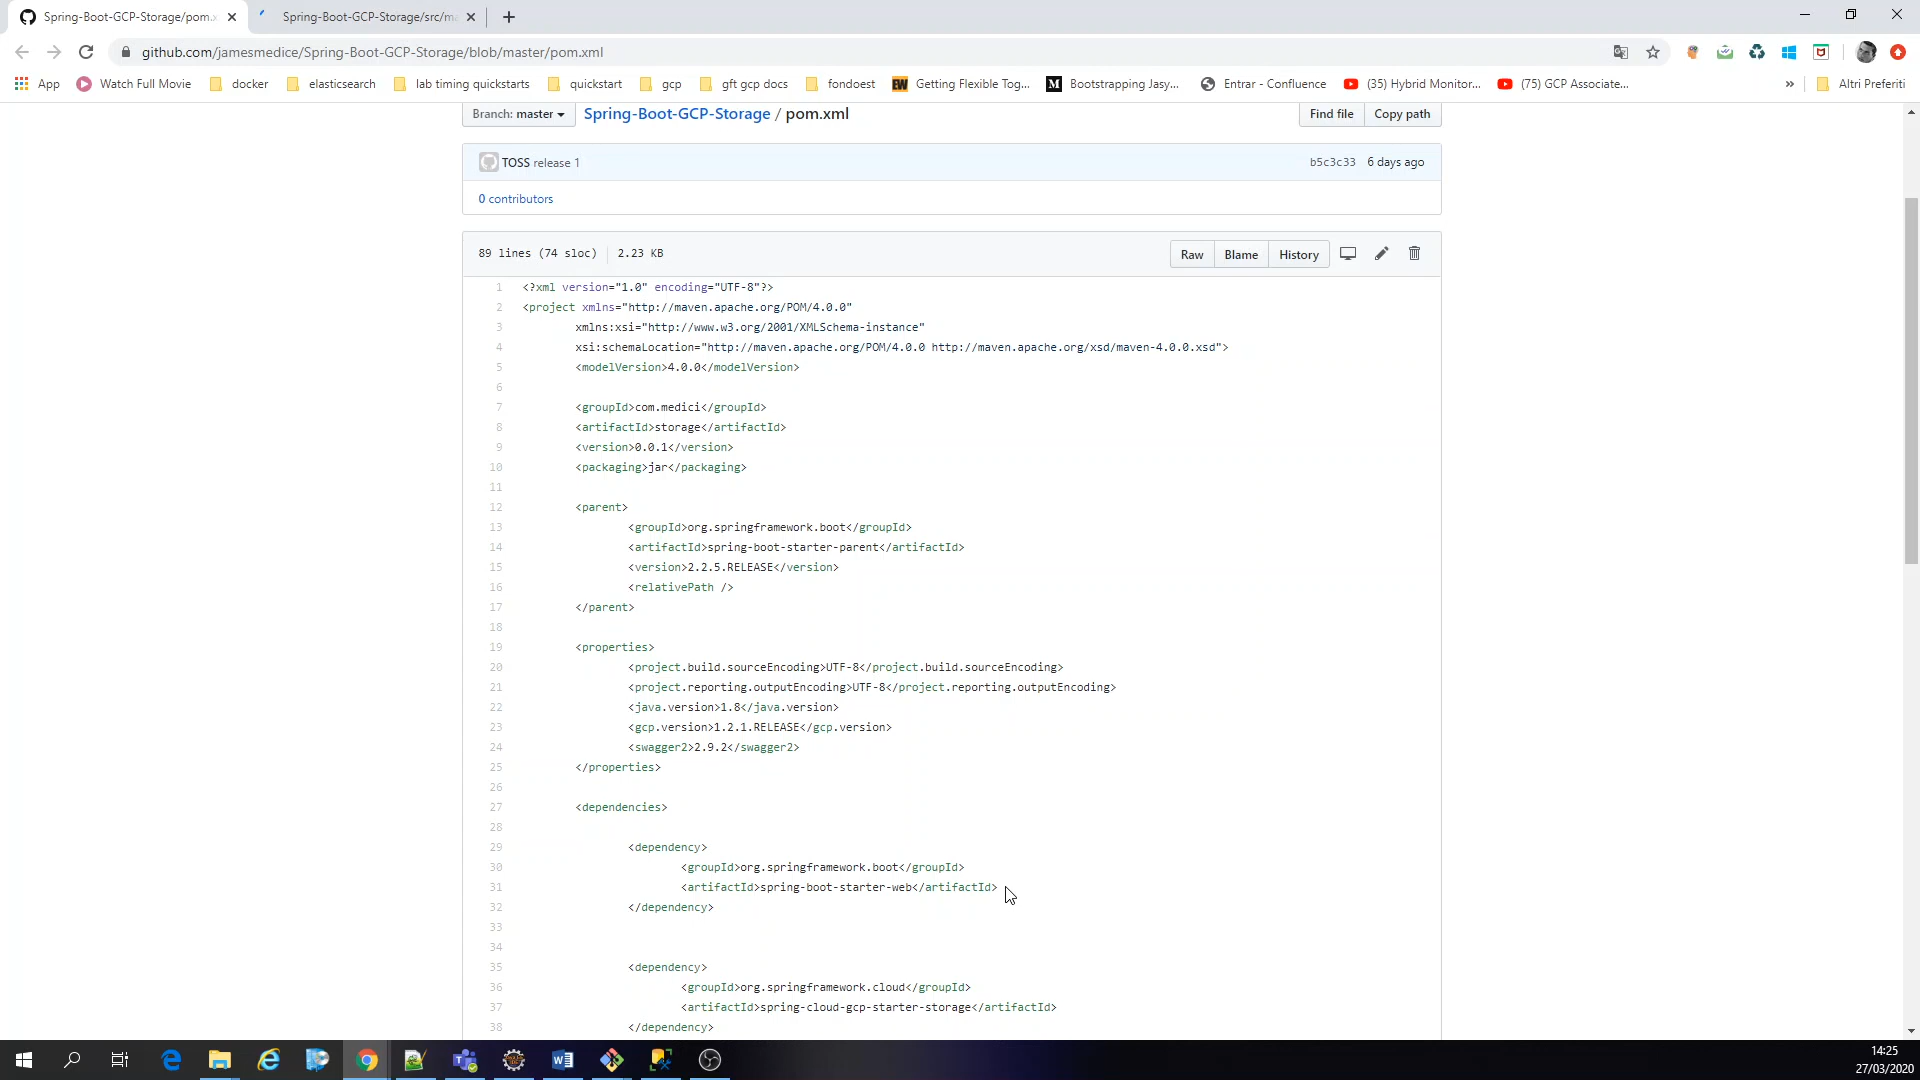 Spring-Boot-GCP-Storage/pom.x
Spring-Boot-GCP-Storage/src/ma
github.com/jamesmedice/Spring-Boot-GCP-Storage/blob/master/pom.xml
App Watch Full Movie docker elasticsearch lab timing quickstarts quickstart gcp gft gcp docs fondoest Getting Flexible Tog... Bootstrapping Jasy... Entrar - Confluence (35) Hybrid Monitor... (75) GCP Associate... » Altri Preferiti
Branch: master Spring-Boot-GCP-Storage / pom.xml Find file Copy path
TOSS release 1 b5c3c33 6 days ago
0 contributors
89 lines (74 sloc) 2.23 KB Raw Blame History
1 <?xml version="1.0" encoding="UTF-8"?>
2 <project xmlns="http://maven.apache.org/POM/4.0.0"
3 xmlns:xsi="http://www.w3.org/2001/XMLSchema-instance"
4 xsi:schemaLocation="http://maven.apache.org/POM/4.0.0 http://maven.apache.org/xsd/maven-4.0.0.xsd">
5 <modelVersion>4.0.0</modelVersion>
6
7 <groupId>com.medici</groupId>
8 <artifactId>storage</artifactId>
9 <version>0.0.1</version>
10 <packaging>jar</packaging>
11
12 <parent>
13 <groupId>org.springframework.boot</groupId>
14 <artifactId>spring-boot-starter-parent</artifactId>
15 <version>2.2.5.RELEASE</version>
16 <relativePath />
17 </parent>
18
19 <properties>
20 <project.build.sourceEncoding>UTF-8</project.build.sourceEncoding>
21 <project.reporting.outputEncoding>UTF-8</project.reporting.outputEncoding>
22 <java.version>1.8</java.version>
23 <gcp.version>1.2.1.RELEASE</gcp.version>
24 <swagger2>2.9.2</swagger2>
25 </properties>
26
27 <dependencies>
28
29 <dependency>
30 <groupId>org.springframework.boot</groupId>
31 <artifactId>spring-boot-starter-web</artifactId>
32 </dependency>
33
34
35 <dependency>
36 <groupId>org.springframework.cloud</groupId>
37 <artifactId>spring-cloud-gcp-starter-storage</artifactId>
38 </dependency>
14:25
27/03/2020